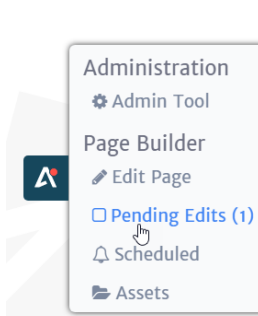 Administration
Admin Tool
Page Builder
Edit Page
Pending Edits (1)
Scheduled
Assets